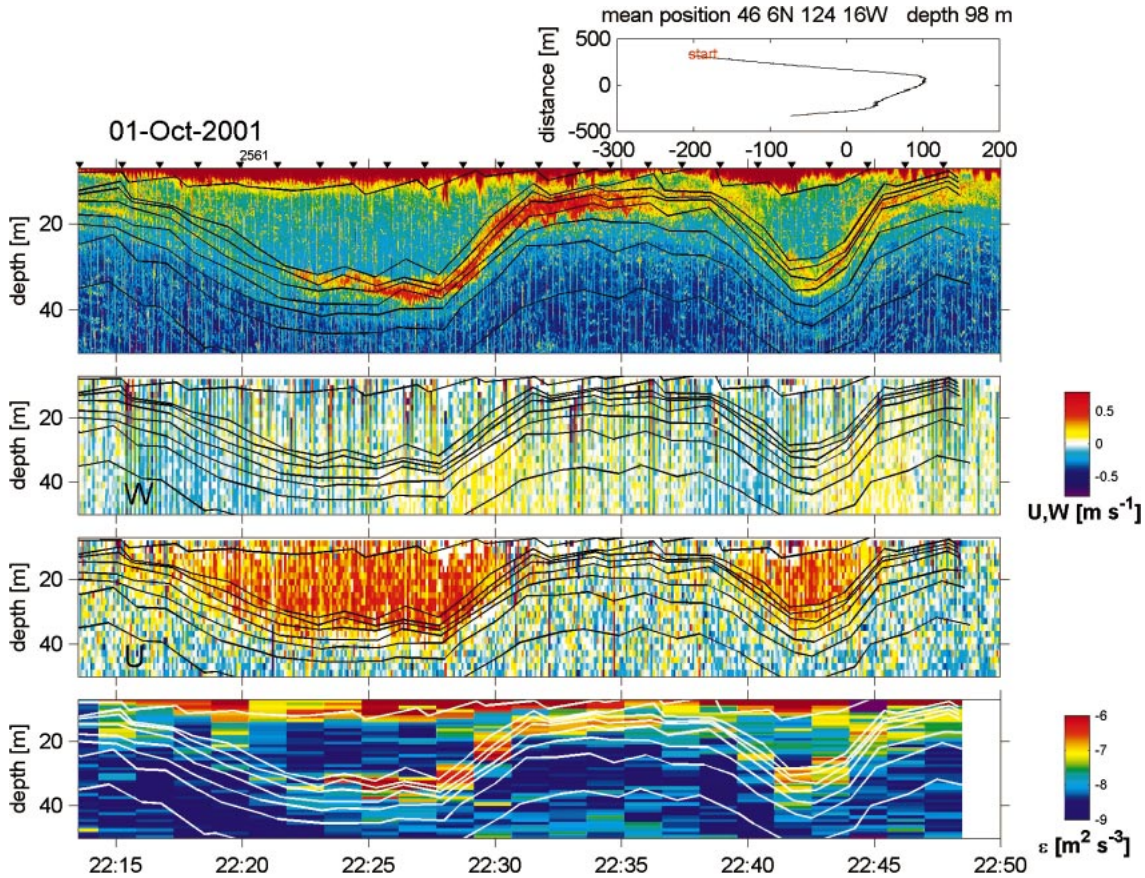 mean position 46 6N 124 16W depth 98 m
500
0
-500
distance [m]
start
-300 -200 -100 0 100 200
01-Oct-2001
2561
depth [m]
20
40
depth [m]
20
40
W
0.5
0
-0.5
U,W [m s⁻¹]
depth [m]
20
40
U
depth [m]
20
40
-6
-7
-8
-9
ε [m² s⁻³]
22:15 22:20 22:25 22:30 22:35 22:40 22:45 22:50